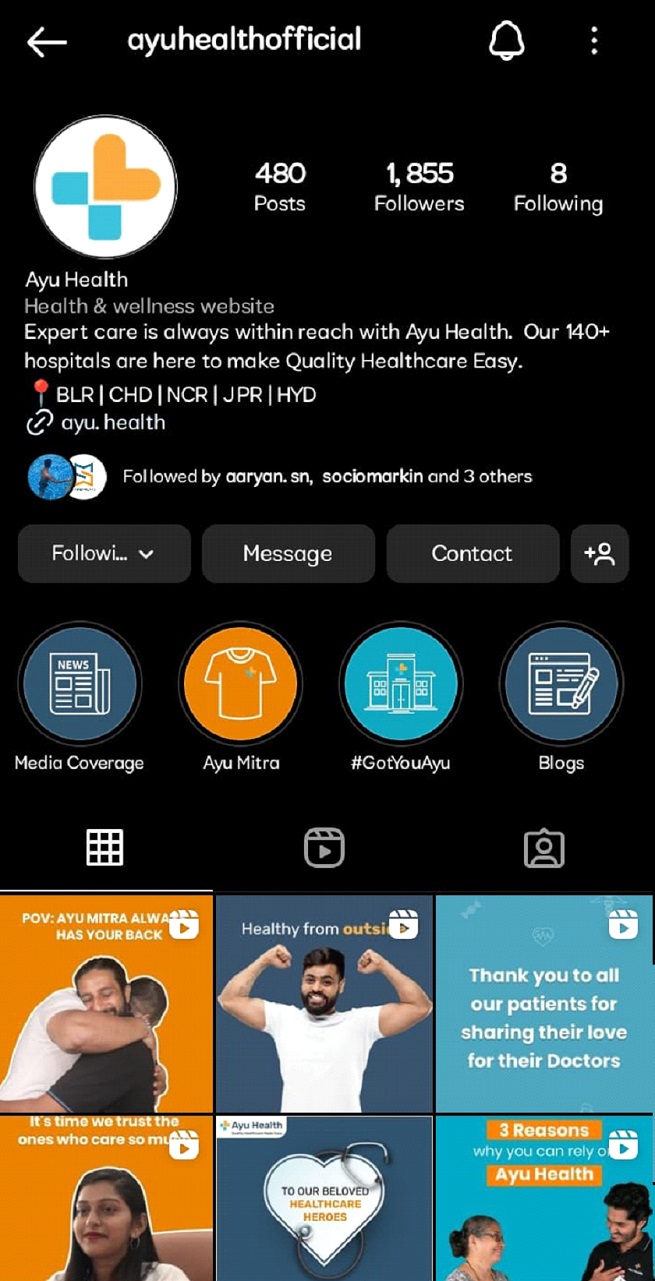 ayuhealthofficial
480 1,855 8
Posts Followers Following
Ayu Health
Health & wellness website
Expert care is always within reach with Ayu Health. Our 140+
hospitals are here to make Quality Healthcare Easy.
BLR | CHD | NCR | JPR | HYD
ayu.health
Followed by aaryan.sn, sociomarkin and 3 others
Followi... Message Contact
NEWS
Media Coverage Ayu Mitra #GotYouAyu Blogs
POV: AYU MITRA ALWA
HAS YOUR BACK
Healthy from outsi
Thank you to all
our patients for
sharing their love
for their Doctors
It's time we trust the
ones who care so mu
Ayu Health
TO OUR BELOVED
HEALTHCARE
HEROES
3 Reasons
why you can rely o
Ayu Health